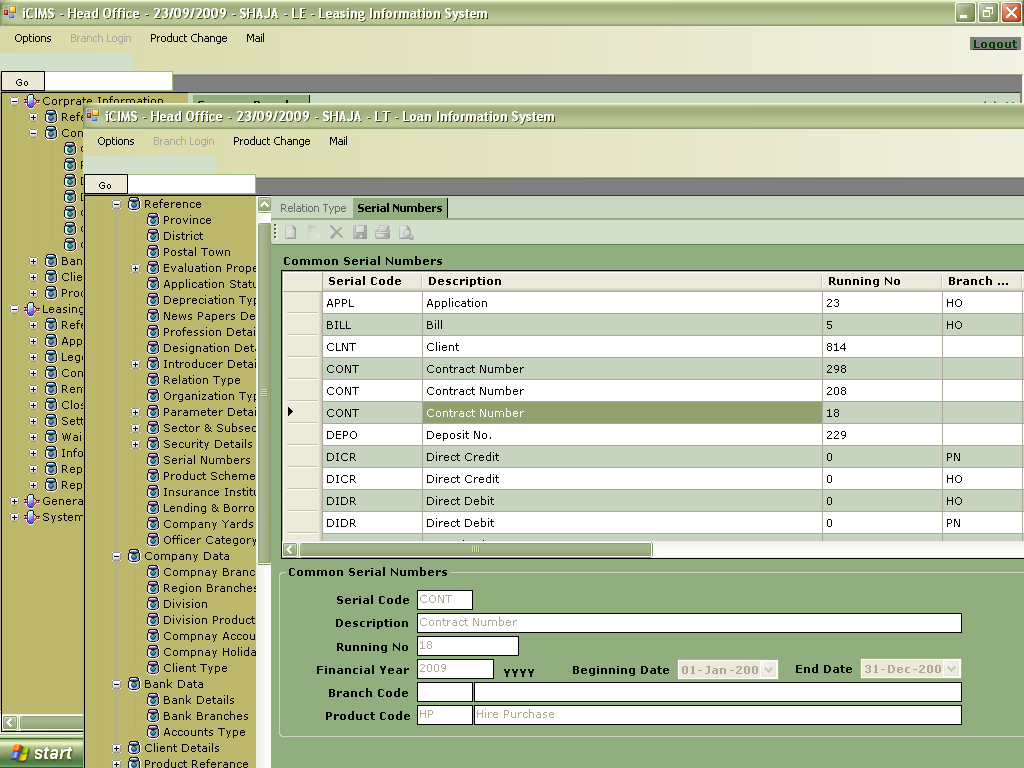 iCIMS - Head Office - 23/09/2009 - SHAJA - LE - Leasing Information System
Options Branch Login Product Change Mail
Logout
Go
Corprate Information
Refe
Con
Ban
Clie
Proc
Leasing
Refe
App
Lege
Con
Rem
Clos
Sett
Wai
Info
Rep
Rep
Genera
System
iCIMS - Head Office - 23/09/2009 - SHAJA - LT - Loan Information System
Options Branch Login Product Change Mail
Go
Reference
Province
District
Postal Town
Evaluation Prope
Application Statu
Depreciation Typ
News Papers De
Profession Detai
Designation Deta
Introducer Detai
Relation Type
Organization Typ
Parameter Detai
Sector & Subsec
Security Details
Serial Numbers
Product Scheme
Insurance Institu
Lending & Borro
Company Yards
Officer Category
Company Data
Compnay Branc
Region Branches
Division
Division Product
Compnay Accou
Compnay Holida
Client Type
Bank Data
Bank Details
Bank Branches
Accounts Type
Client Details
Product Referance
Relation Type Serial Numbers
Common Serial Numbers
Serial Code Description Running No Branch ...
APPL Application 23 HO
BILL Bill 5 HO
CLNT Client 814
CONT Contract Number 298
CONT Contract Number 208
CONT Contract Number 18
DEPO Deposit No. 229
DICR Direct Credit 0 PN
DICR Direct Credit 0 HO
DIDR Direct Debit 0 HO
DIDR Direct Debit 0 PN
Common Serial Numbers
Serial Code CONT
Description Contract Number
Running No 18
Financial Year 2009 YYYY Beginning Date 01-Jan-200 End Date 31-Dec-200
Branch Code
Product Code HP Hire Purchase
start